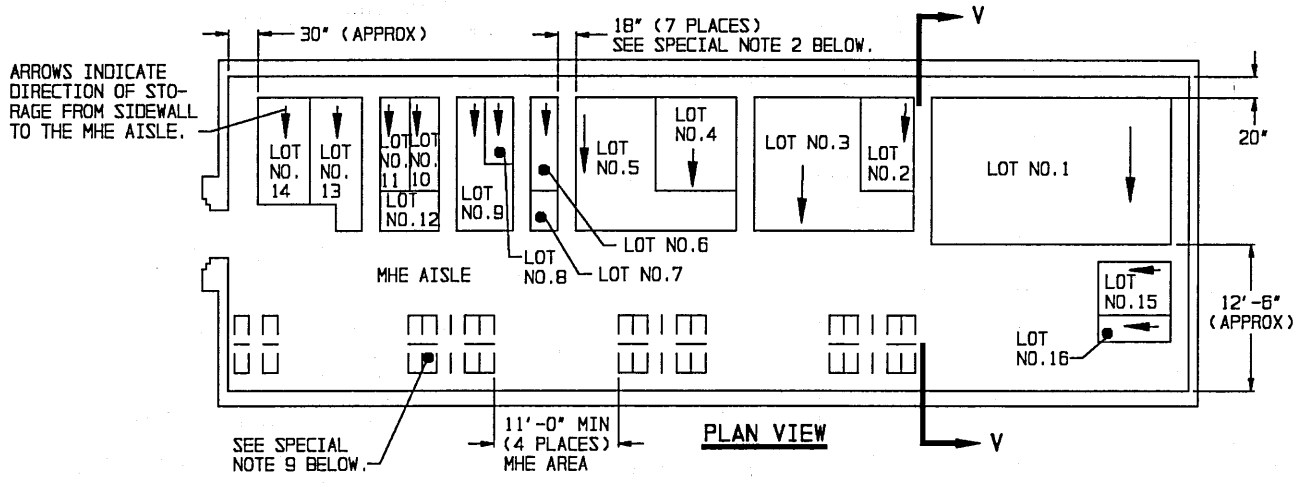 30" (APPROX)
18" (7 PLACES)
SEE SPECIAL NOTE 2 BELOW.
V
ARROWS INDICATE
DIRECTION OF STO-
RAGE FROM SIDEWALL
TO THE MHE AISLE.
20"
LOT
NO.
14
LOT
NO.
13
LOT
NO.
11
LOT
NO.
10
LOT
NO.12
LOT
NO.9
LOT
NO.5
LOT
NO.4
LOT NO.3
LOT
NO.2
LOT NO.1
LOT NO.6
LOT
NO.8
LOT NO.7
MHE AISLE
LOT
NO.15
12'-6"
(APPROX)
LOT
NO.16
11'-0" MIN
(4 PLACES)
MHE AREA
PLAN VIEW
V
SEE SPECIAL
NOTE 9 BELOW.